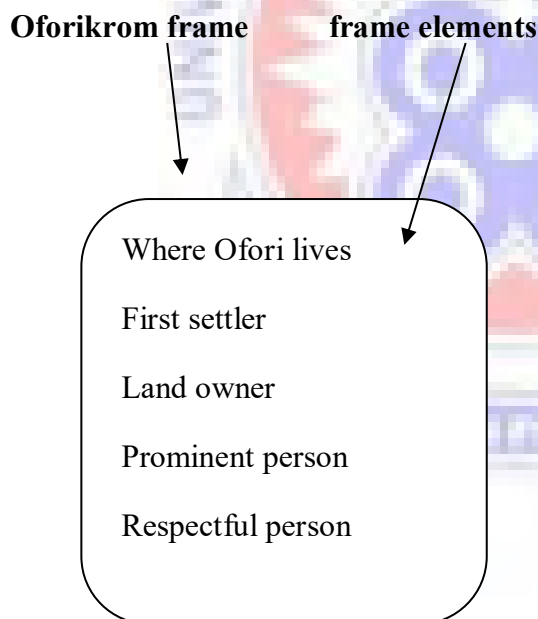 Oforikrom frame frame elements
Where Ofori lives
First settler
Land owner
Prominent person
Respectful person